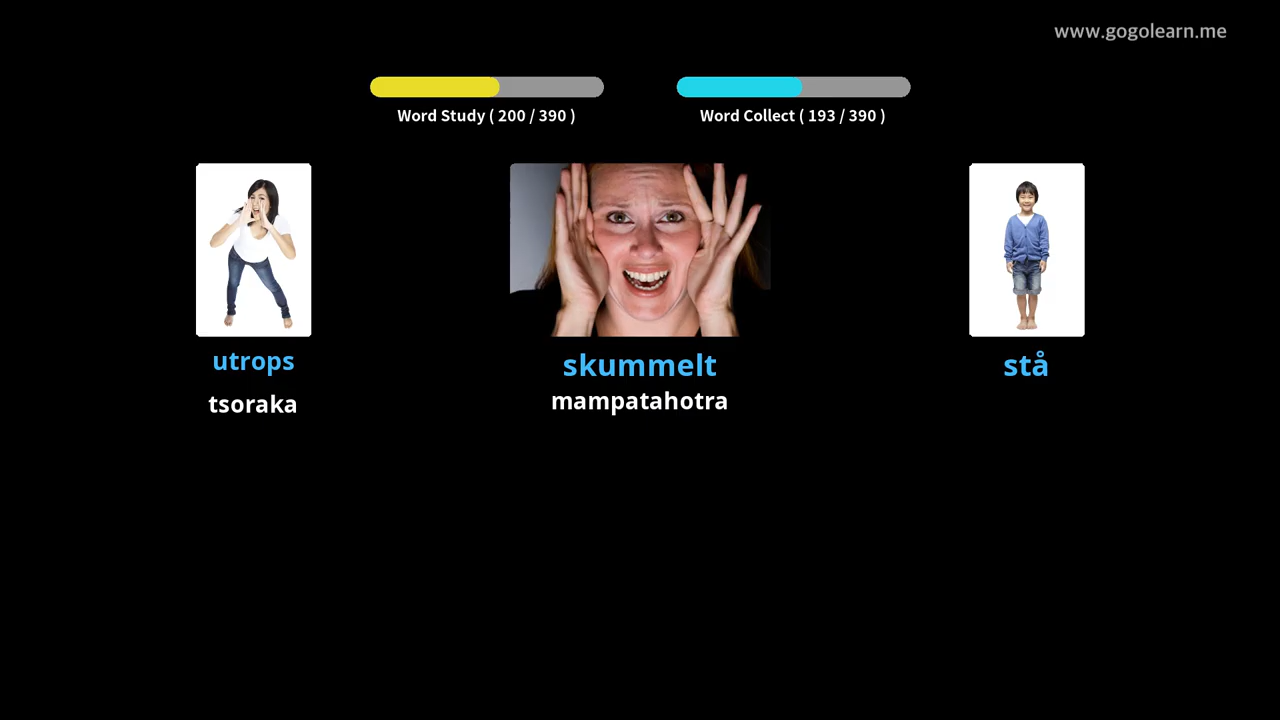 www.gogolearn.me
Word Study ( 200 / 390 )
Word Collect ( 193 / 390 )
utrops
skummelt
stå
tsoraka
mampatahotra